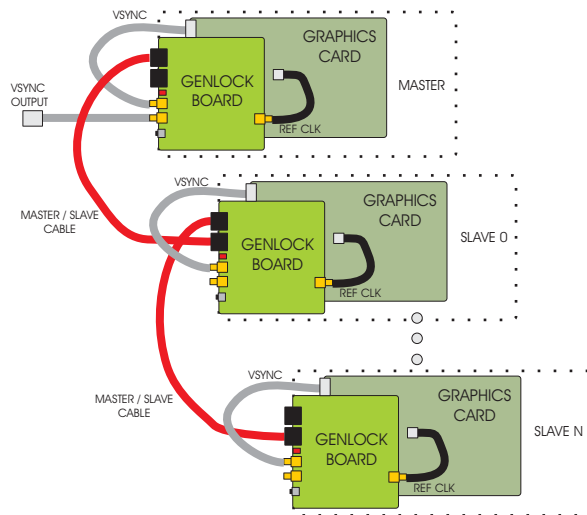 VSYNC
GRAPHICS
CARD
GENLOCK
BOARD
MASTER
VSYNC
OUTPUT
REF CLK
VSYNC
GRAPHICS
CARD
MASTER / SLAVE
CABLE
GENLOCK
BOARD
SLAVE 0
REF CLK
VSYNC
GRAPHICS
CARD
MASTER / SLAVE
CABLE
GENLOCK
BOARD
SLAVE N
REF CLK